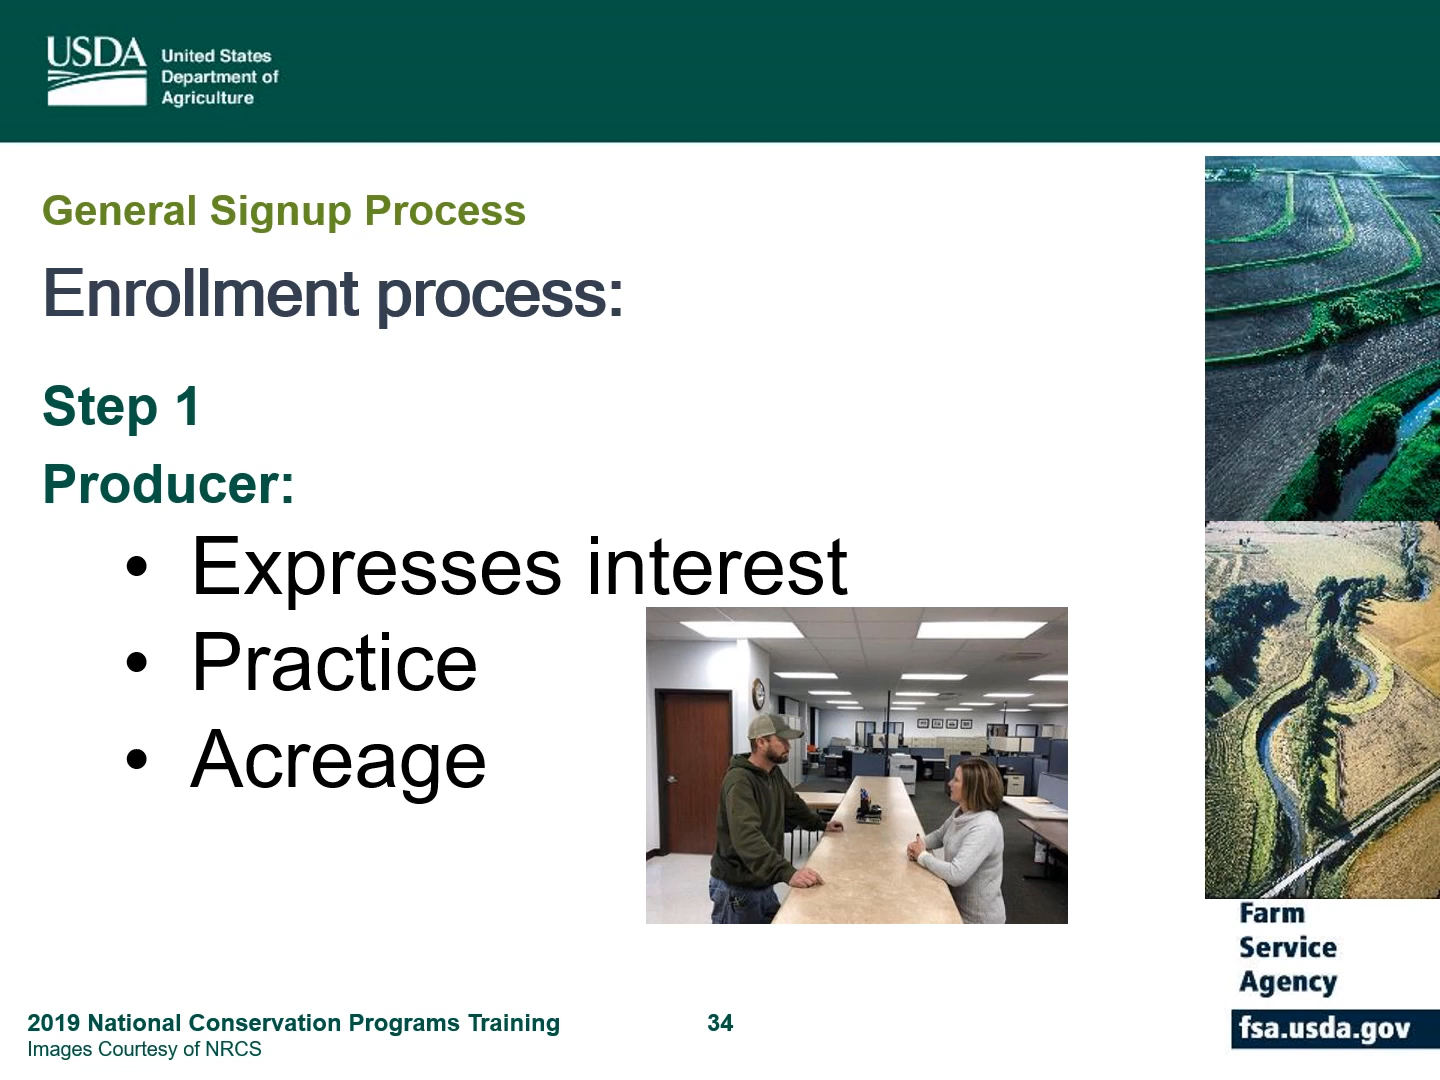 USDA
United States
Department of
Agriculture
General Signup Process
Enrollment process:
Step 1
Producer:
• Expresses interest
• Practice
• Acreage
Farm
Service
Agency
fsa.usda.gov
2019 National Conservation Programs Training
34
Images Courtesy of NRCS